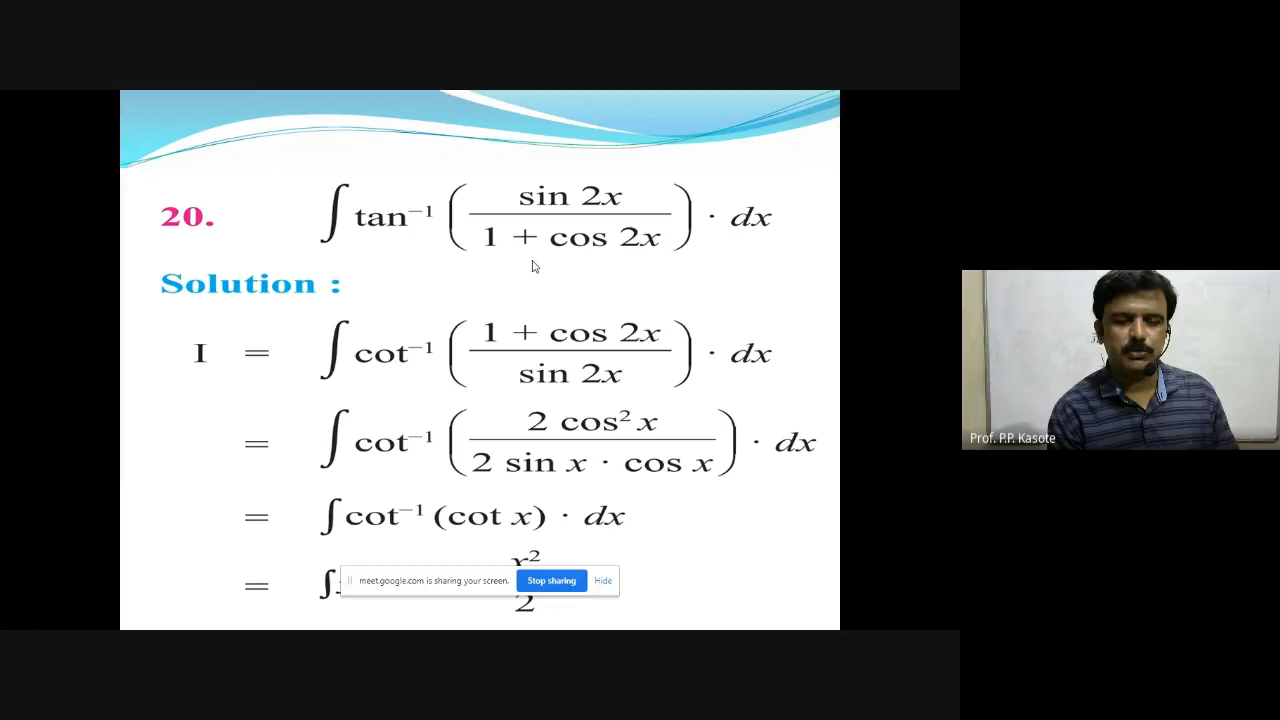 20. ∫ tan⁻¹ ( sin 2x / 1 + cos 2x ) · dx
Solution :
I = ∫ cot⁻¹ ( 1 + cos 2x / sin 2x ) · dx
= ∫ cot⁻¹ ( 2 cos² x / 2 sin x · cos x ) · dx
= ∫ cot⁻¹ (cot x) · dx
= ∫ x² / 2
meet.google.com is sharing your screen. Stop sharing Hide
Prof. P.P. Kasote